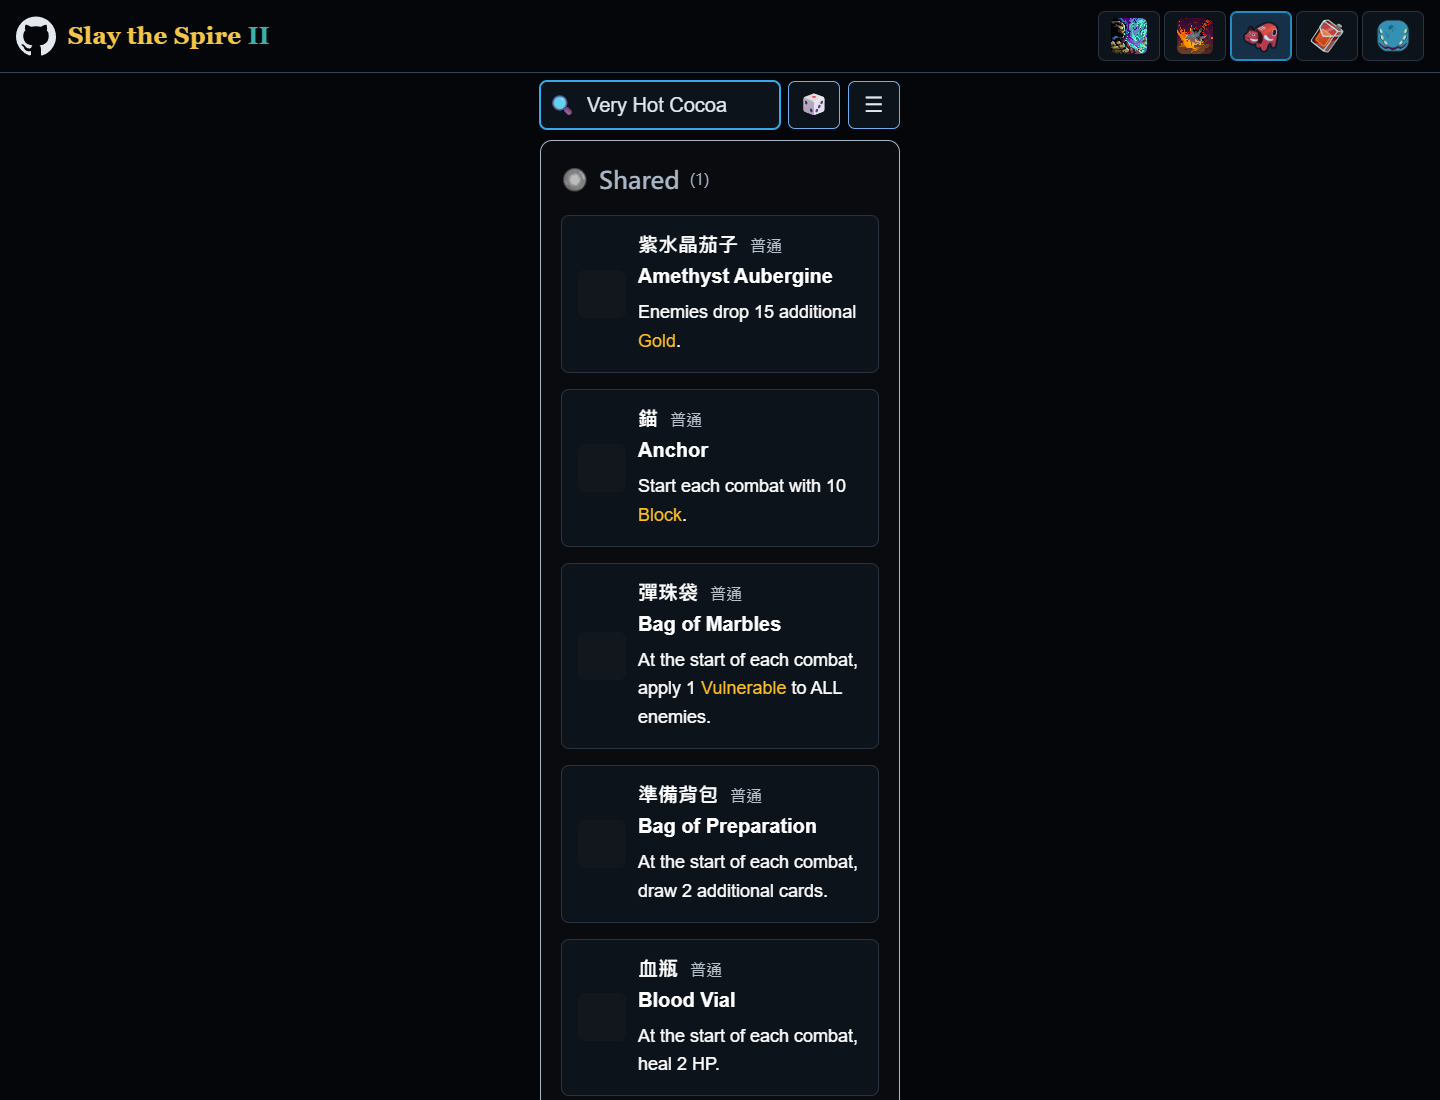 Slay the Spire II
Very Hot Cocoa
Shared (1)
紫水晶茄子 普通
Amethyst Aubergine
Enemies drop 15 additional
Gold.
錨 普通
Anchor
Start each combat with 10
Block.
彈珠袋 普通
Bag of Marbles
At the start of each combat,
apply 1 Vulnerable to ALL
enemies.
準備背包 普通
Bag of Preparation
At the start of each combat,
draw 2 additional cards.
血瓶 普通
Blood Vial
At the start of each combat,
heal 2 HP.